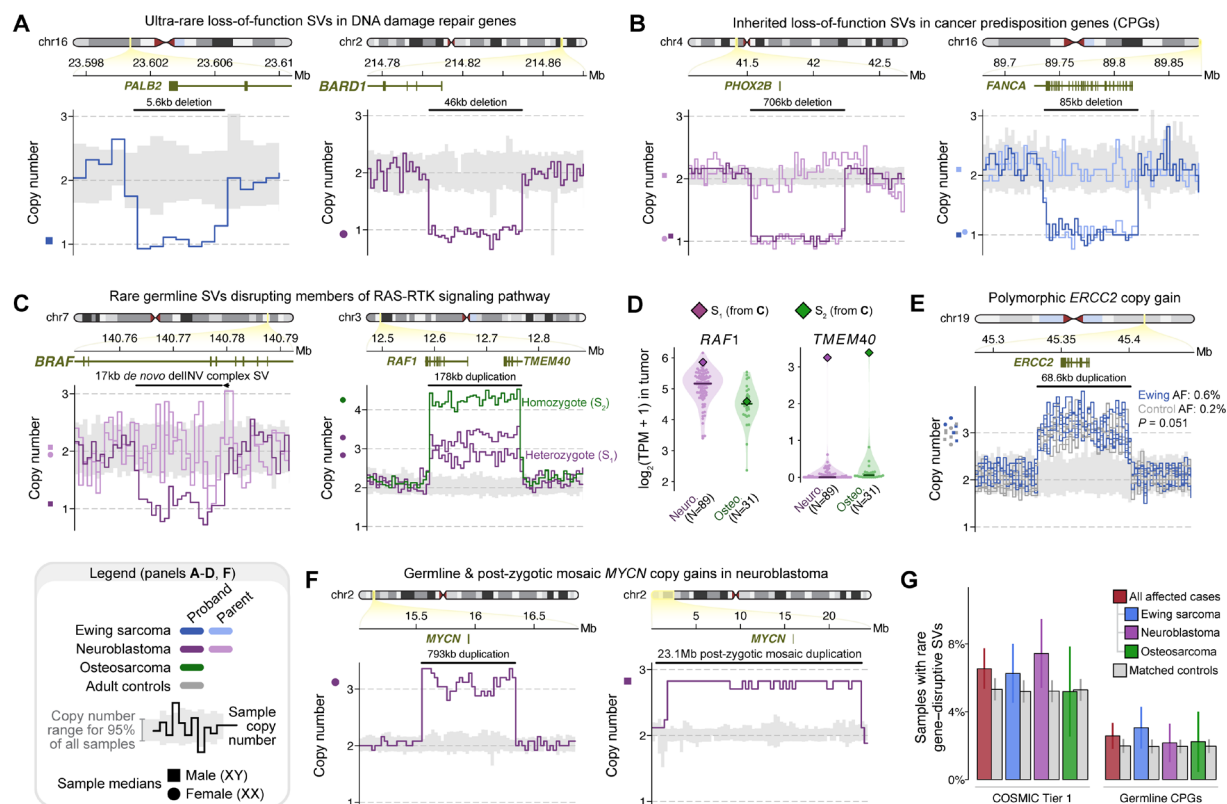 A
Ultra-rare loss-of-function SVs in DNA damage repair genes
chr16
23.598 23.602 23.606 23.61
Mb
PALB2
5.6kb deletion
Copy number
3
2
1
chr2
214.78 214.82 214.86
Mb
BARD1
46kb deletion
Copy number
3
2
1
B
Inherited loss-of-function SVs in cancer predisposition genes (CPGs)
chr4
41.5 42 42.5
Mb
PHOX2B
706kb deletion
Copy number
3
2
1
chr16
89.7 89.75 89.8 89.85
Mb
FANCA
85kb deletion
Copy number
3
2
1
C
Rare germline SVs disrupting members of RAS-RTK signaling pathway
chr7
140.76 140.77 140.78 140.79
Mb
BRAF
17kb de novo delINV complex SV
Copy number
3
2
1
chr3
12.5 12.6 12.7 12.8
Mb
RAF1
TMEM40
178kb duplication
Homozygote (S2)
Heterozygote (S1)
Copy number
4
3
2
1
D
S1 (from C)
S2 (from C)
RAF1
TMEM40
log2(TPM + 1) in tumor
6
5
4
3
2
3
2
1
0
Neuro.
(N=89)
Osteo.
(N=31)
Neuro.
(N=89)
Osteo.
(N=31)
E
Polymorphic ERCC2 copy gain
chr19
45.3 45.35 45.4
Mb
ERCC2
68.6kb duplication
Ewing AF: 0.6%
Control AF: 0.2%
P = 0.051
Copy number
4
3
2
1
Legend (panels A-D, F)
Proband
Parent
Ewing sarcoma
Neuroblastoma
Osteosarcoma
Adult controls
Copy number
range for 95%
of all samples
Sample
copy
number
Sample medians
Male (XY)
Female (XX)
F
Germline & post-zygotic mosaic MYCN copy gains in neuroblastoma
chr2
15.5 16 16.5
Mb
MYCN
793kb duplication
Copy number
3
2
1
chr2
5 10 15 20
Mb
MYCN
23.1Mb post-zygotic mosaic duplication
Copy number
3
2
1
G
Samples with rare
gene-disruptive SVs
8%
4%
0%
All affected cases
Ewing sarcoma
Neuroblastoma
Osteosarcoma
Matched controls
COSMIC Tier 1
Germline CPGs